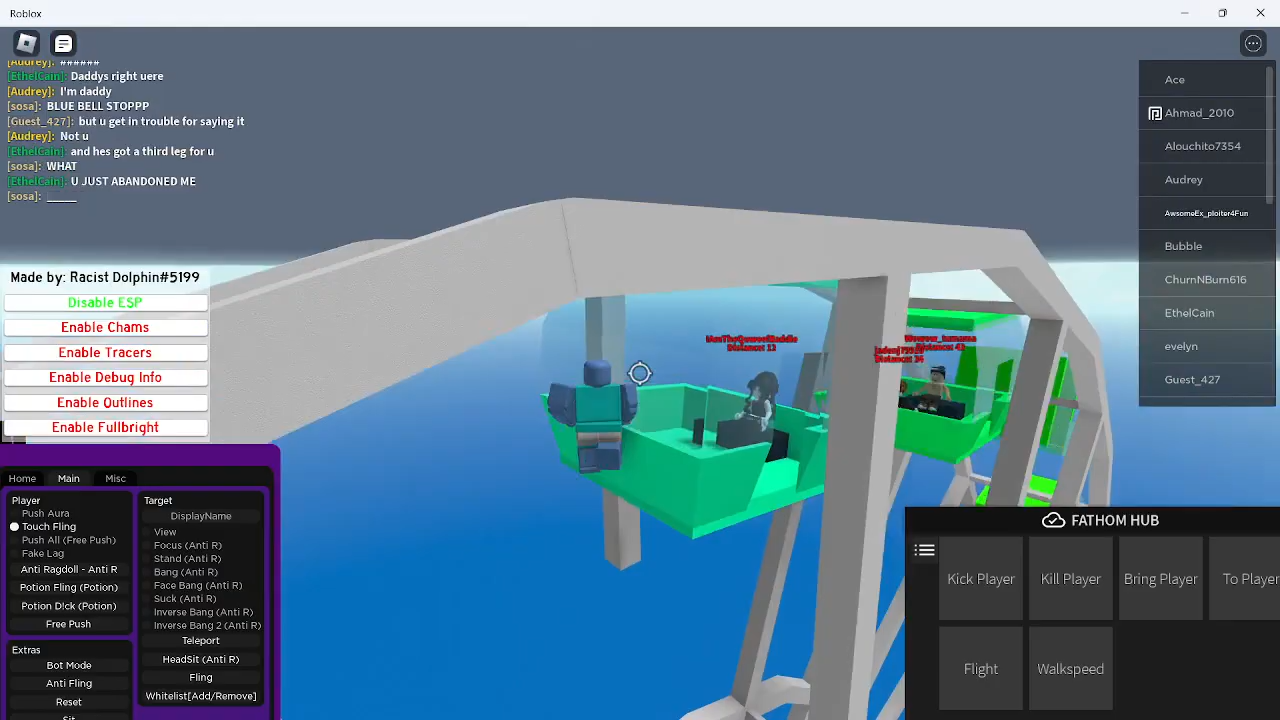 Roblox
[Audrey]: ######
[EthelCain]: Daddys right uere
[Audrey]: I'm daddy
[sosa]: BLUE BELL STOPPP
[Guest_427]: but u get in trouble for saying it
[Audrey]: Not u
[EthelCain]: and hes got a third leg for u
[sosa]: WHAT
[EthelCain]: U JUST ABANDONED ME
[sosa]: _____
Ace
Ahmad_2010
Alouchito7354
Audrey
AwsomeEx_ploiter4Fun
Bubble
ChurnNBurn616
EthelCain
evelyn
Guest_427
Made by: Racist Dolphin#5199
Disable ESP
Enable Chams
Enable Tracers
Enable Debug Info
Enable Outlines
Enable Fullbright
Distance: 13
Distance: 43
Home Main Misc
Player
Push Aura
Touch Fling
Push All (Free Push)
Fake Lag
Anti Ragdoll - Anti R
Potion Fling (Potion)
Potion D!ck (Potion)
Free Push
Extras
Bot Mode
Anti Fling
Reset
Sit
Target
DisplayName
View
Focus (Anti R)
Stand (Anti R)
Bang (Anti R)
Face Bang (Anti R)
Suck (Anti R)
Inverse Bang (Anti R)
Inverse Bang 2 (Anti R)
Teleport
HeadSit (Anti R)
Fling
Whitelist[Add/Remove]
FATHOM HUB
Kick Player
Kill Player
Bring Player
To Player
Flight
Walkspeed